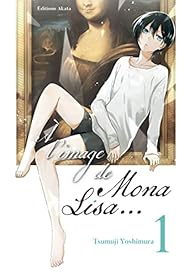 Éditions Akata
À
l'image
de
Mona
Lisa...
1
Tsumuji Yoshimura